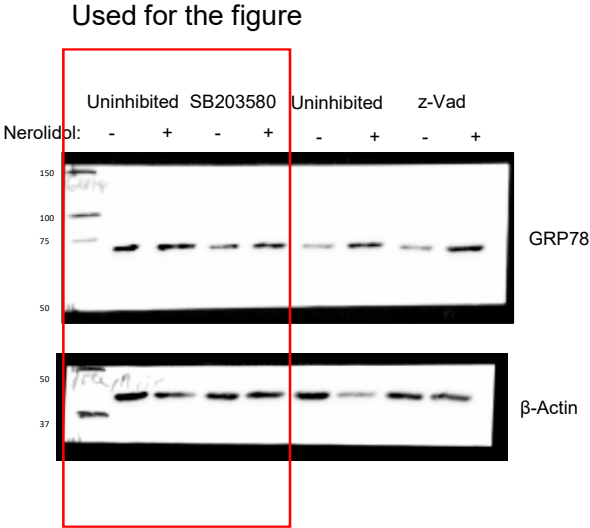 Used for the figure
Uninhibited SB203580 Uninhibited z-Vad
Nerolidol: - + - + - + - +
150
100
75
GRP78
50
50
β-Actin
37